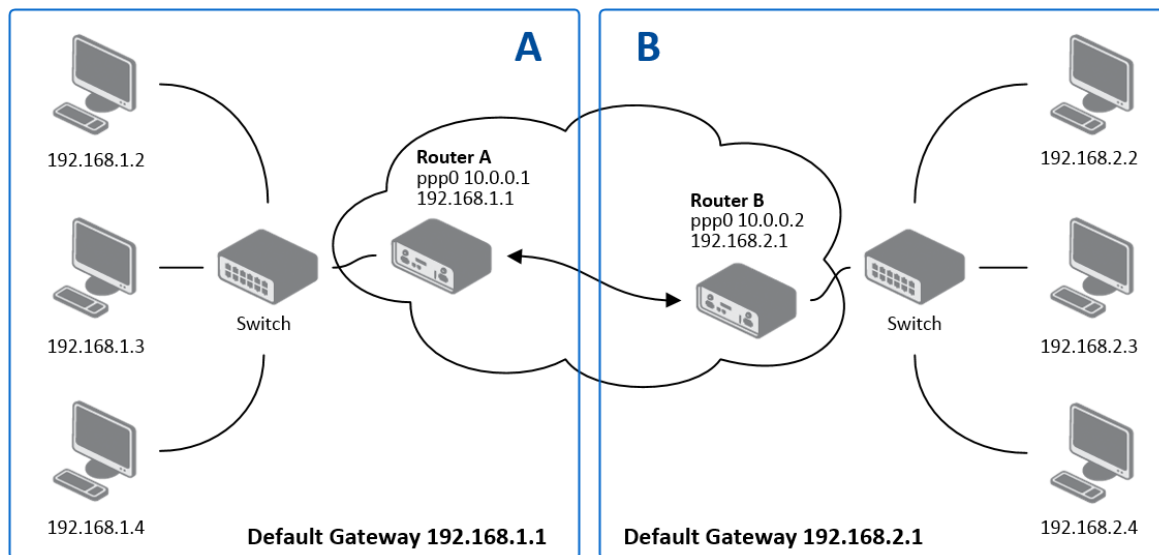 A
B
192.168.1.2
Router A
ppp0 10.0.0.1
192.168.1.1
192.168.2.2
Router B
ppp0 10.0.0.2
192.168.2.1
Switch
Switch
192.168.1.3
192.168.2.3
192.168.1.4
Default Gateway 192.168.1.1
Default Gateway 192.168.2.1
192.168.2.4